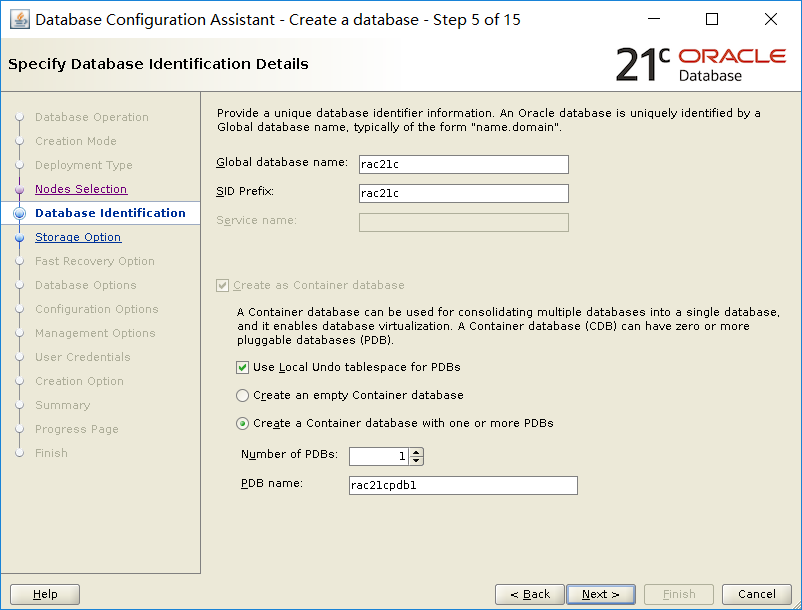 Database Configuration Assistant - Create a database - Step 5 of 15
Specify Database Identification Details
21c ORACLE
Database
Database Operation
Creation Mode
Deployment Type
Nodes Selection
Database Identification
Storage Option
Fast Recovery Option
Database Options
Configuration Options
Management Options
User Credentials
Creation Option
Summary
Progress Page
Finish
Provide a unique database identifier information. An Oracle database is uniquely identified by a
Global database name, typically of the form "name.domain".
Global database name: rac21c
SID Prefix: rac21c
Service name:
Create as Container database
A Container database can be used for consolidating multiple databases into a single database,
and it enables database virtualization. A Container database (CDB) can have zero or more
pluggable databases (PDB).
Use Local Undo tablespace for PDBs
Create an empty Container database
Create a Container database with one or more PDBs
Number of PDBs: 1
PDB name: rac21cpdb1
Help
< Back
Next >
Finish
Cancel